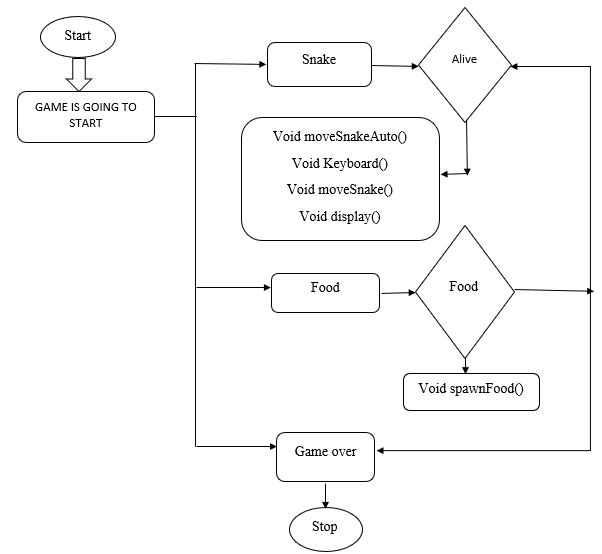 Start
GAME IS GOING TO
START
Snake
Alive
Void moveSnakeAuto()
Void Keyboard()
Void moveSnake()
Void display()
Food
Food
Void spawnFood()
Game over
Stop